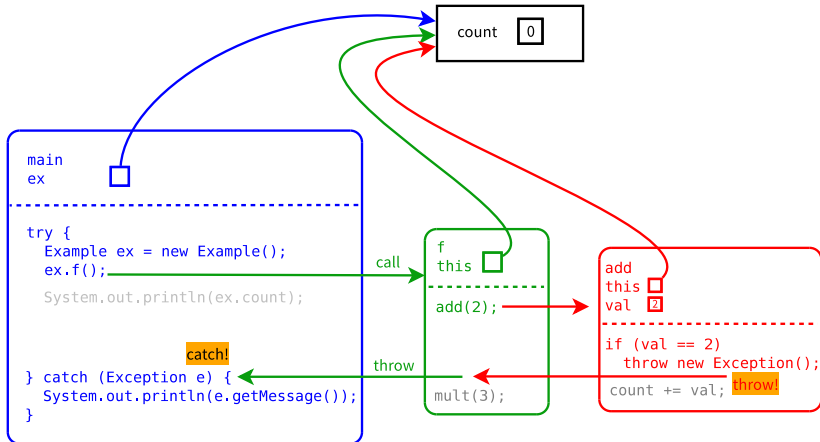 count 0
main
ex
try {
Example ex = new Example();
ex.f();
System.out.println(ex.count);
catch!
} catch (Exception e) {
System.out.println(e.getMessage());
}
call
throw
f
this
add(2);
mult(3);
add
this
val 2
if (val == 2)
throw new Exception();
throw!
count += val;